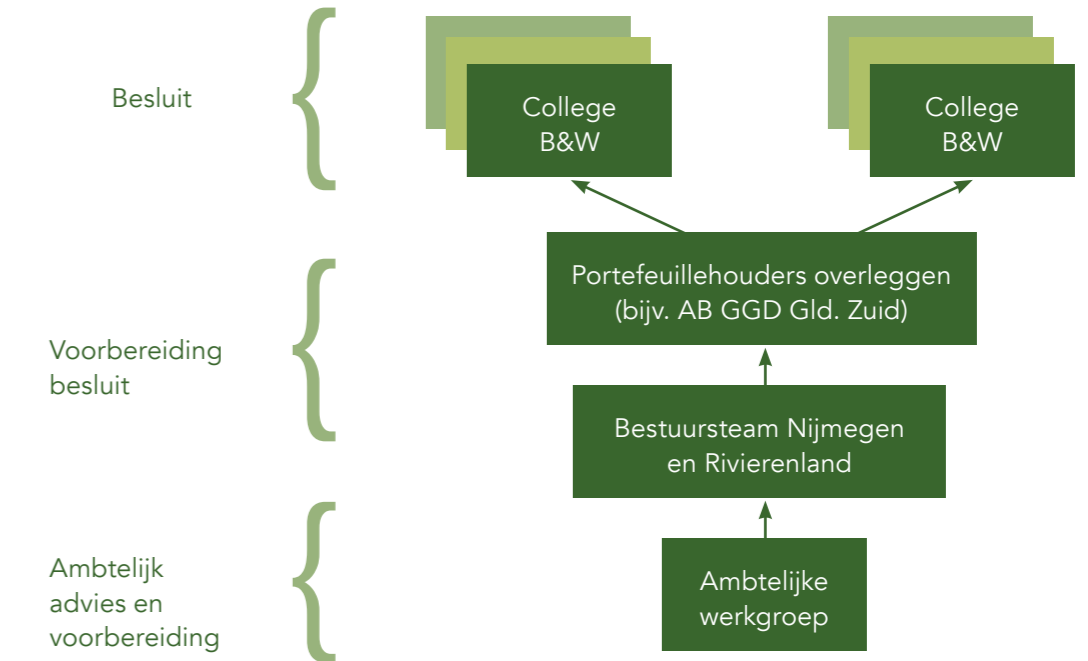 Besluit
College
B&W
College
B&W
Portefeuillehouders overleggen
(bijv. AB GGD Gld. Zuid)
Voorbereiding
besluit
Bestuursteam Nijmegen
en Rivierenland
Ambtelijk
advies en
voorbereiding
Ambtelijke
werkgroep